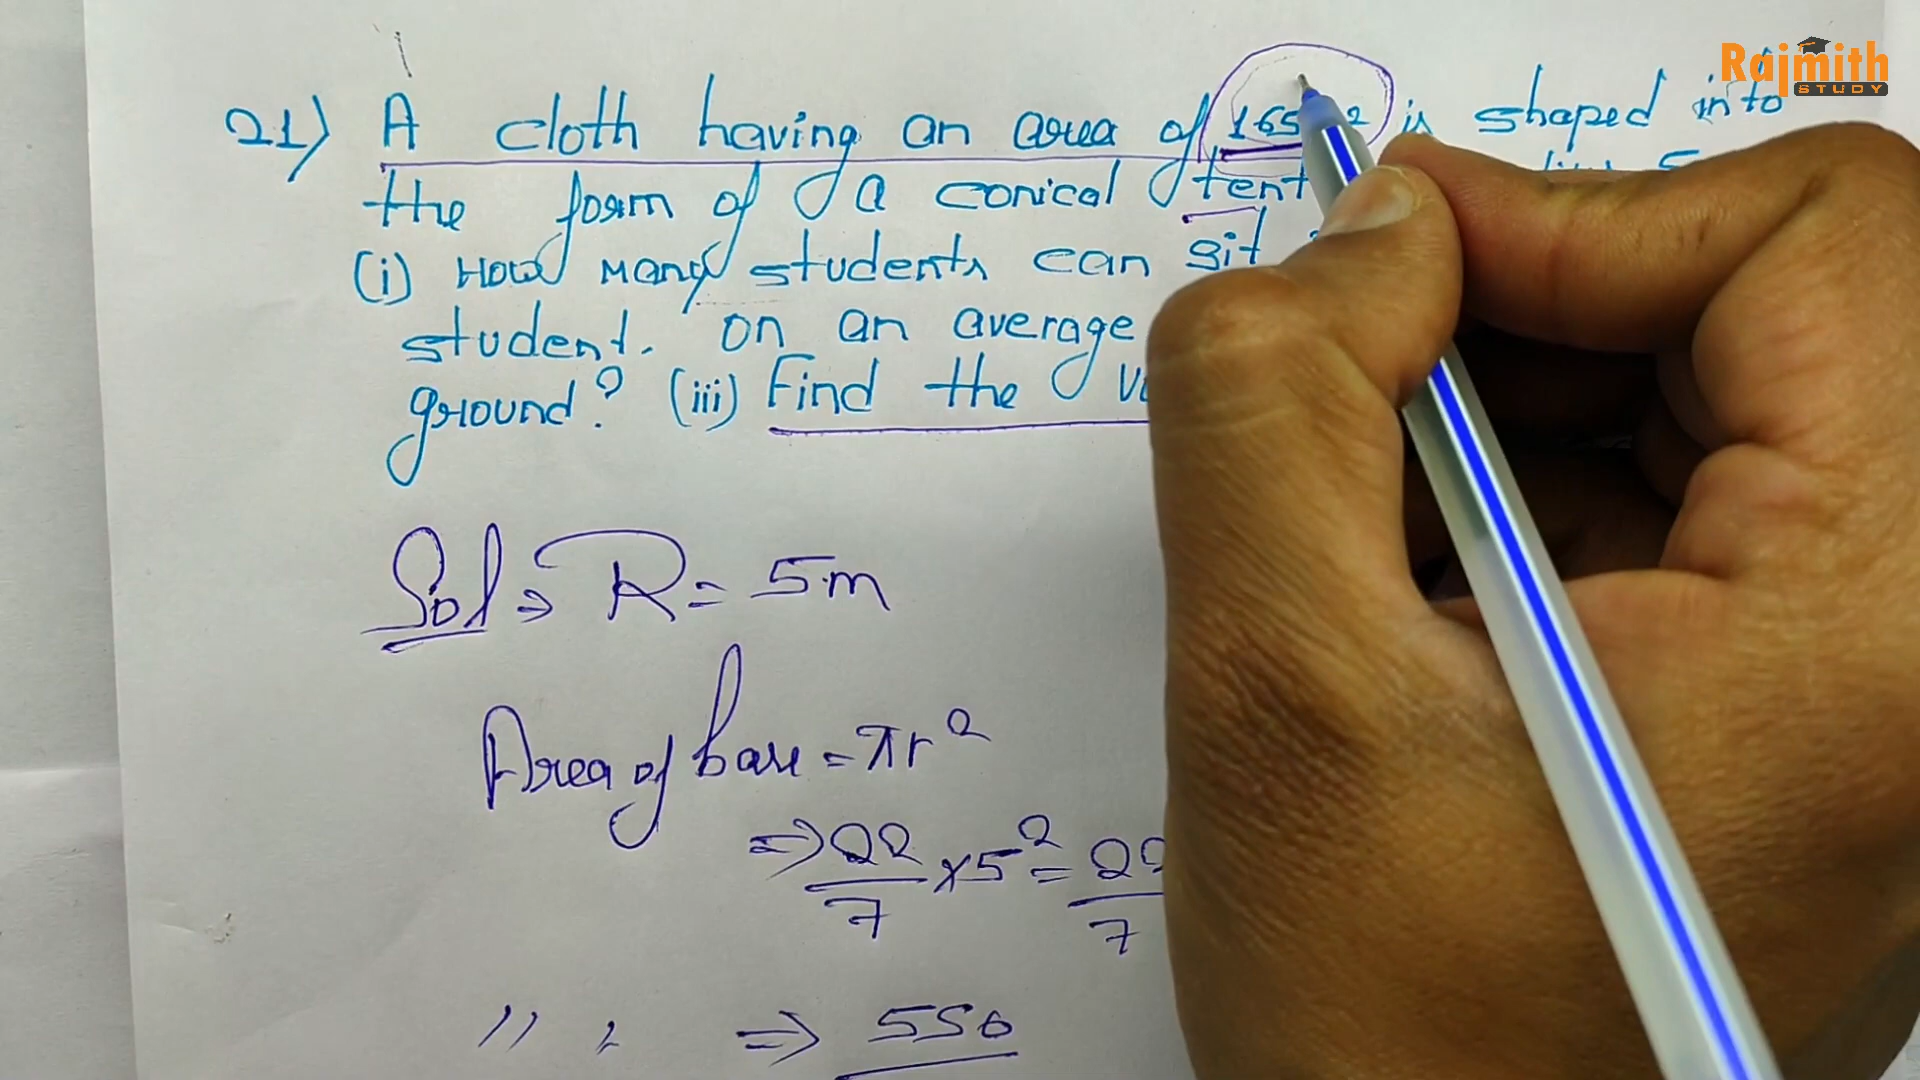 Rajmith
STUDY
21) A cloth having an area of 165 2 is shaped into
the form of a conical tent
(i) How many students can sit
student. on an average
ground? (iii) Find the
Sol ⇒ R = 5m
Area of base = πr²
⇒ 22/7 × 5² = 22/7
⇒ 550